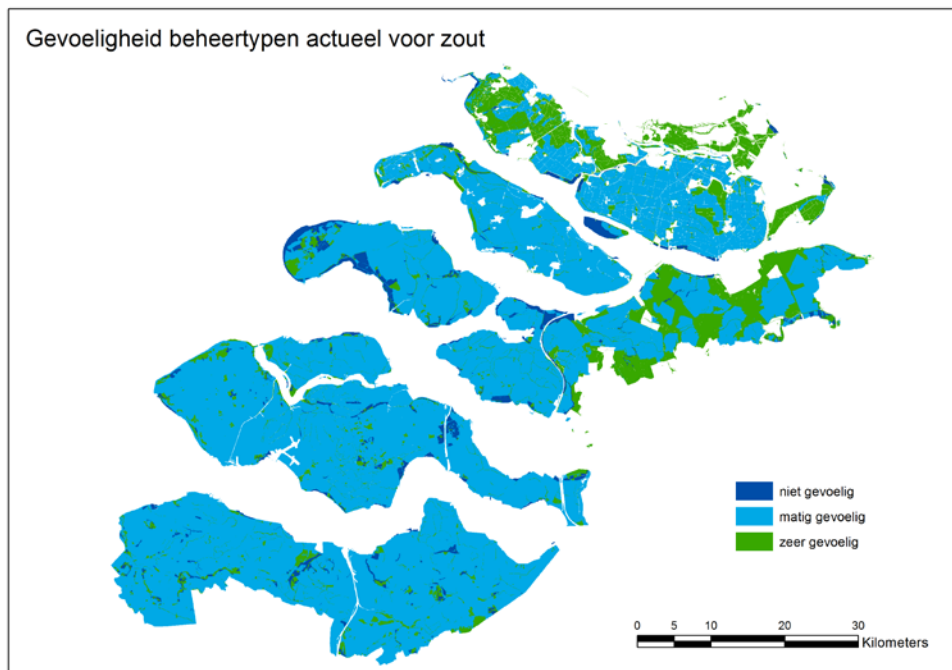 Gevoeligheid beheertypen actueel voor zout
niet gevoelig
matig gevoelig
zeer gevoelig
0 5 10 20 30
Kilometers